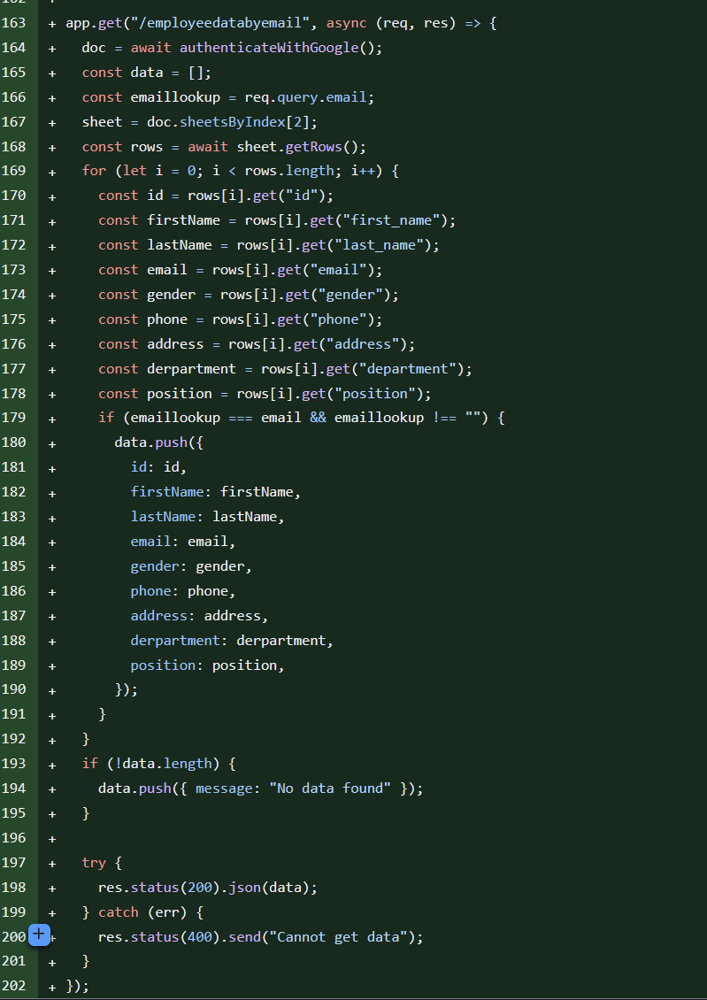 163 + app.get("/employeedatabyemail", async (req, res) => {
164 +   doc = await authenticateWithGoogle();
165 +   const data = [];
166 +   const emaillookup = req.query.email;
167 +   sheet = doc.sheetsByIndex[2];
168 +   const rows = await sheet.getRows();
169 +   for (let i = 0; i < rows.length; i++) {
170 +     const id = rows[i].get("id");
171 +     const firstName = rows[i].get("first_name");
172 +     const lastName = rows[i].get("last_name");
173 +     const email = rows[i].get("email");
174 +     const gender = rows[i].get("gender");
175 +     const phone = rows[i].get("phone");
176 +     const address = rows[i].get("address");
177 +     const derpartment = rows[i].get("department");
178 +     const position = rows[i].get("position");
179 +     if (emaillookup === email && emaillookup !== "") {
180 +       data.push({
181 +         id: id,
182 +         firstName: firstName,
183 +         lastName: lastName,
184 +         email: email,
185 +         gender: gender,
186 +         phone: phone,
187 +         address: address,
188 +         derpartment: derpartment,
189 +         position: position,
190 +       });
191 +     }
192 +   }
193 +   if (!data.length) {
194 +     data.push({ message: "No data found" });
195 +   }
196 +
197 +   try {
198 +     res.status(200).json(data);
199 +   } catch (err) {
200 +     res.status(400).send("Cannot get data");
201 +   }
202 + });